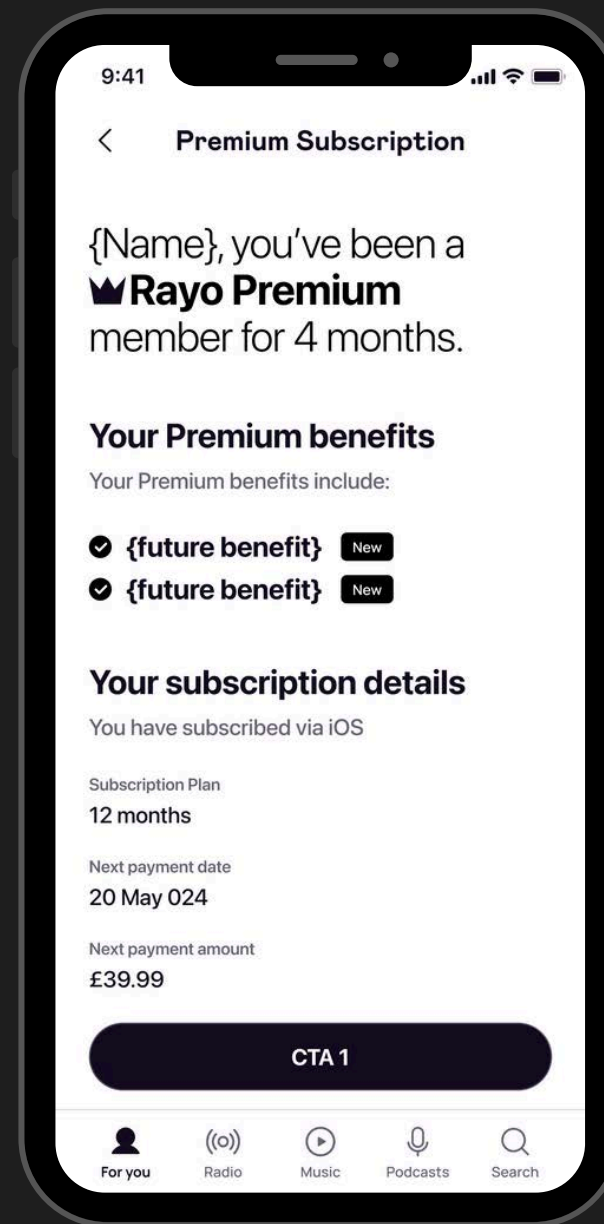 9:41
Premium Subscription
{Name}, you've been a
Rayo Premium
member for 4 months.
Your Premium benefits
Your Premium benefits include:
{future benefit} New
{future benefit} New
Your subscription details
You have subscribed via iOS
Subscription Plan
12 months
Next payment date
20 May 024
Next payment amount
£39.99
CTA 1
For you Radio Music Podcasts Search